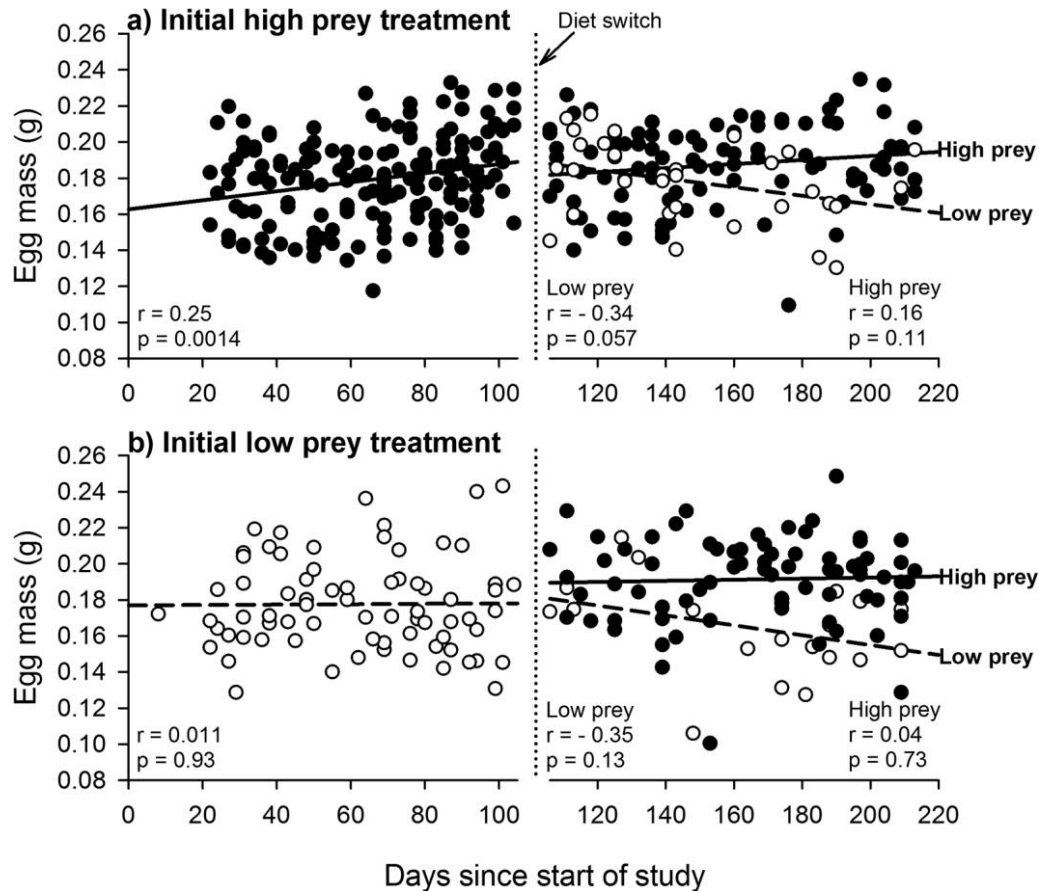 a) Initial high prey treatment
Diet switch
0.26
0.24
0.22
0.20
0.18
0.16
0.14
0.12
0.10
0.08
Egg mass (g)
High prey
Low prey
r = 0.25
p = 0.0014
Low prey
r = - 0.34
p = 0.057
High prey
r = 0.16
p = 0.11
0 20 40 60 80 100 120 140 160 180 200 220
b) Initial low prey treatment
0.26
0.24
0.22
0.20
0.18
0.16
0.14
0.12
0.10
0.08
Egg mass (g)
High prey
Low prey
r = 0.011
p = 0.93
Low prey
r = - 0.35
p = 0.13
High prey
r = 0.04
p = 0.73
0 20 40 60 80 100 120 140 160 180 200 220
Days since start of study